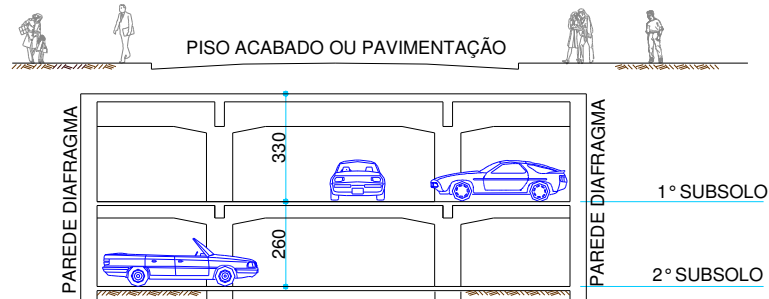 PISO ACABADO OU PAVIMENTAÇÃO
PAREDE DIAFRAGMA
330
260
PAREDE DIAFRAGMA
1° SUBSOLO
2° SUBSOLO